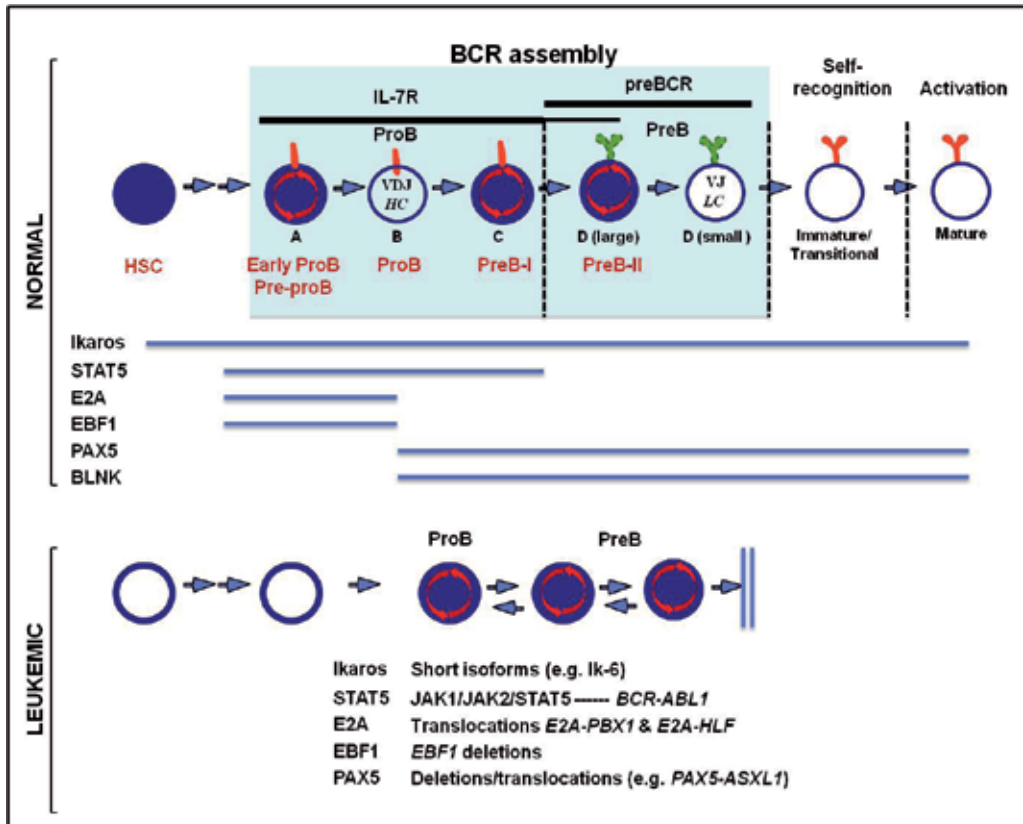 BCR assembly
IL-7R
preBCR
Self-
recognition
Activation
ProB
PreB
VDJ
HC
VJ
LC
A
B
C
D (large)
D (small)
Immature/
Transitional
Mature
HSC
Early ProB
Pre-proB
ProB
PreB-I
PreB-II
NORMAL
Ikaros
STAT5
E2A
EBF1
PAX5
BLNK
ProB
PreB
LEUKEMIC
Ikaros Short isoforms (e.g. Ik-6)
STAT5 JAK1/JAK2/STAT5 ------ BCR-ABL1
E2A Translocations E2A-PBX1 & E2A-HLF
EBF1 EBF1 deletions
PAX5 Deletions/translocations (e.g. PAX5-ASXL1)